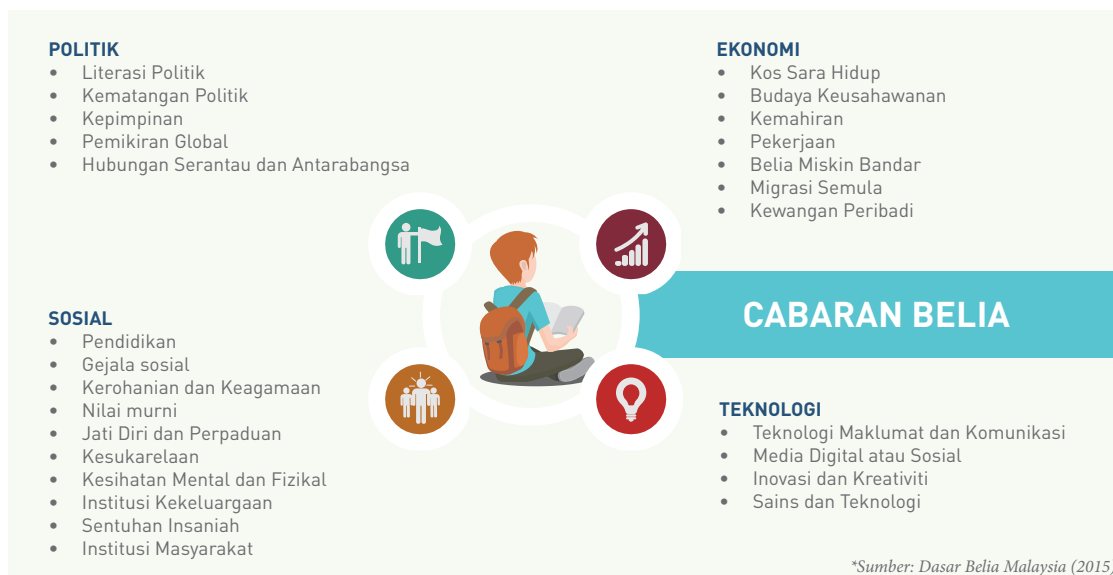 POLITIK
• Literasi Politik
• Kematangan Politik
• Kepimpinan
• Pemikiran Global
• Hubungan Serantau dan Antarabangsa
EKONOMI
• Kos Sara Hidup
• Budaya Keusahawanan
• Kemahiran
• Pekerjaan
• Belia Miskin Bandar
• Migrasi Semula
• Kewangan Peribadi
CABARAN BELIA
SOSIAL
• Pendidikan
• Gejala sosial
• Kerohanian dan Keagamaan
• Nilai murni
• Jati Diri dan Perpaduan
• Kesukarelaan
• Kesihatan Mental dan Fizikal
• Institusi Kekeluargaan
• Sentuhan Insaniah
• Institusi Masyarakat
TEKNOLOGI
• Teknologi Maklumat dan Komunikasi
• Media Digital atau Sosial
• Inovasi dan Kreativiti
• Sains dan Teknologi
*Sumber: Dasar Belia Malaysia (2015)